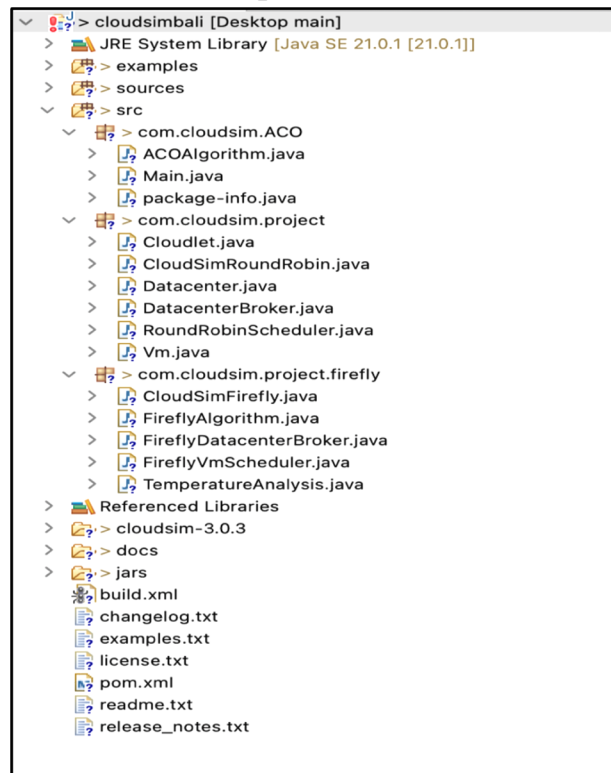 > cloudsimbali [Desktop main]
> JRE System Library [Java SE 21.0.1 [21.0.1]]
> > examples
> > sources
> src
> com.cloudsim.ACO
> ACOAlgorithm.java
> Main.java
> package-info.java
> com.cloudsim.project
> Cloudlet.java
> CloudSimRoundRobin.java
> Datacenter.java
> DatacenterBroker.java
> RoundRobinScheduler.java
> Vm.java
> com.cloudsim.project.firefly
> CloudSimFirefly.java
> FireflyAlgorithm.java
> FireflyDatacenterBroker.java
> FireflyVmScheduler.java
> TemperatureAnalysis.java
> Referenced Libraries
> > cloudsim-3.0.3
> > docs
> > jars
build.xml
changelog.txt
examples.txt
license.txt
pom.xml
readme.txt
release_notes.txt